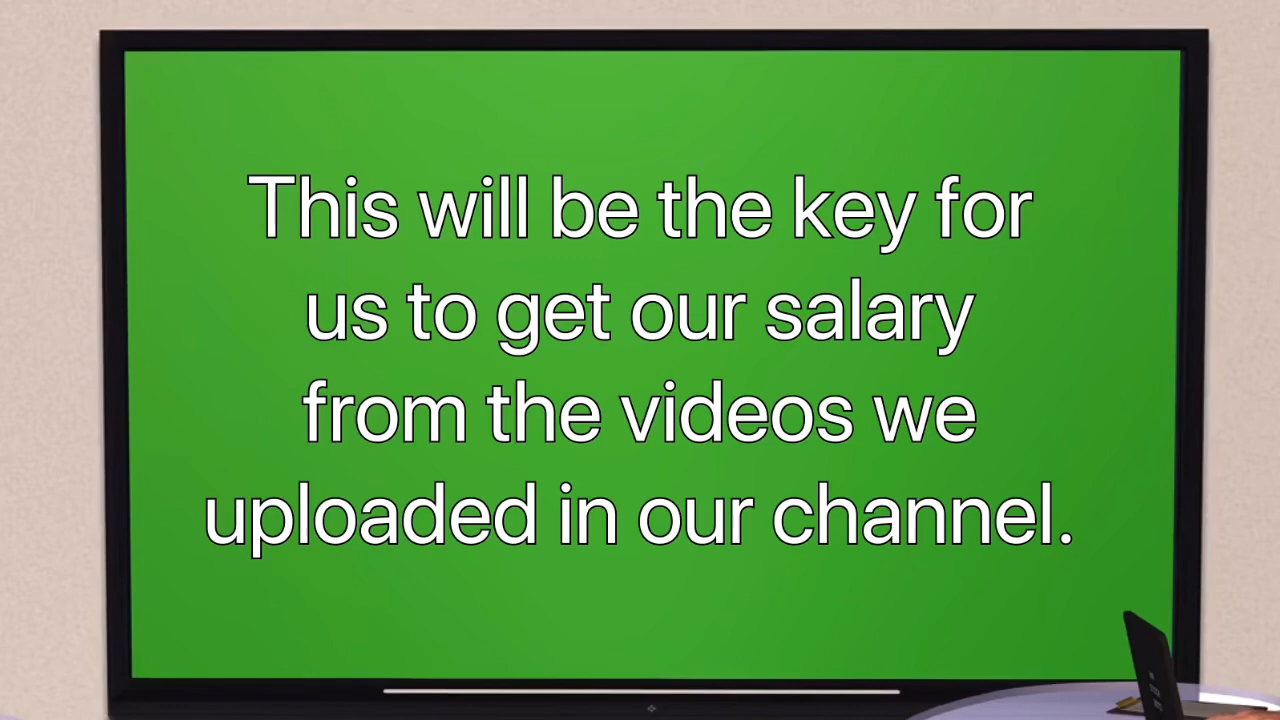 This will be the key for
us to get our salary
from the videos we
uploaded in our channel.